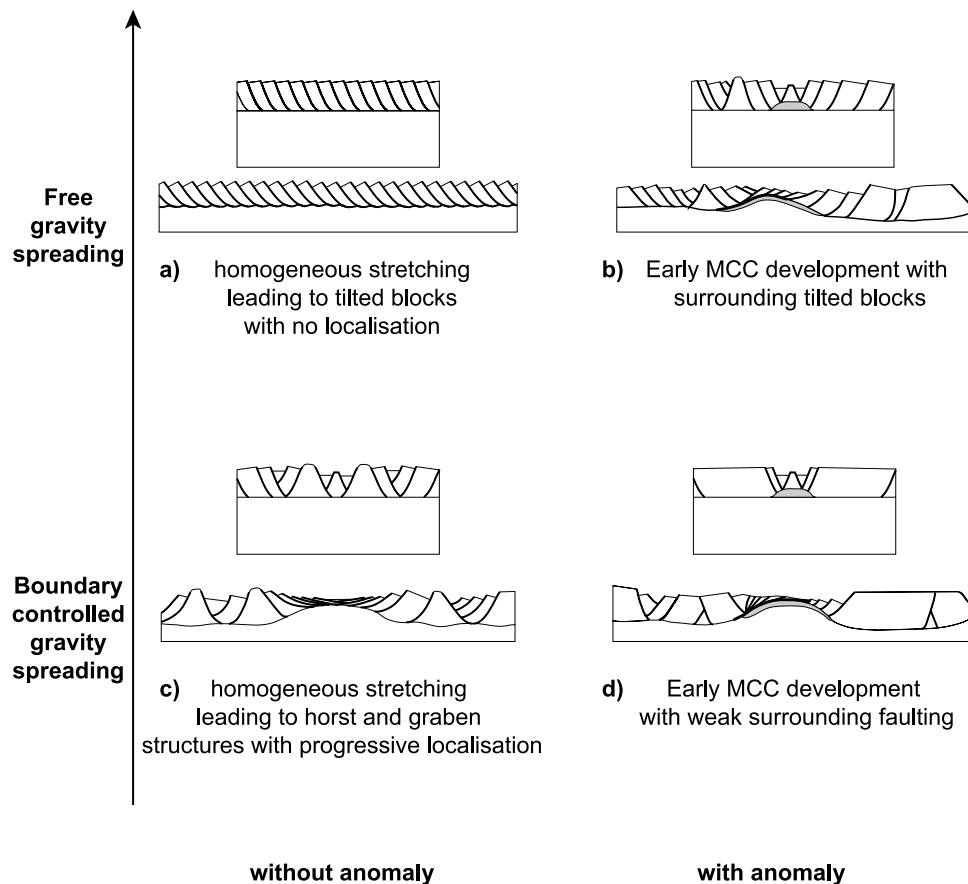 Free
gravity
spreading
a) homogeneous stretching
leading to tilted blocks
with no localisation
b) Early MCC development with
surrounding tilted blocks
Boundary
controlled
gravity
spreading
c) homogeneous stretching
leading to horst and graben
structures with progressive localisation
d) Early MCC development
with weak surrounding faulting
without anomaly
with anomaly